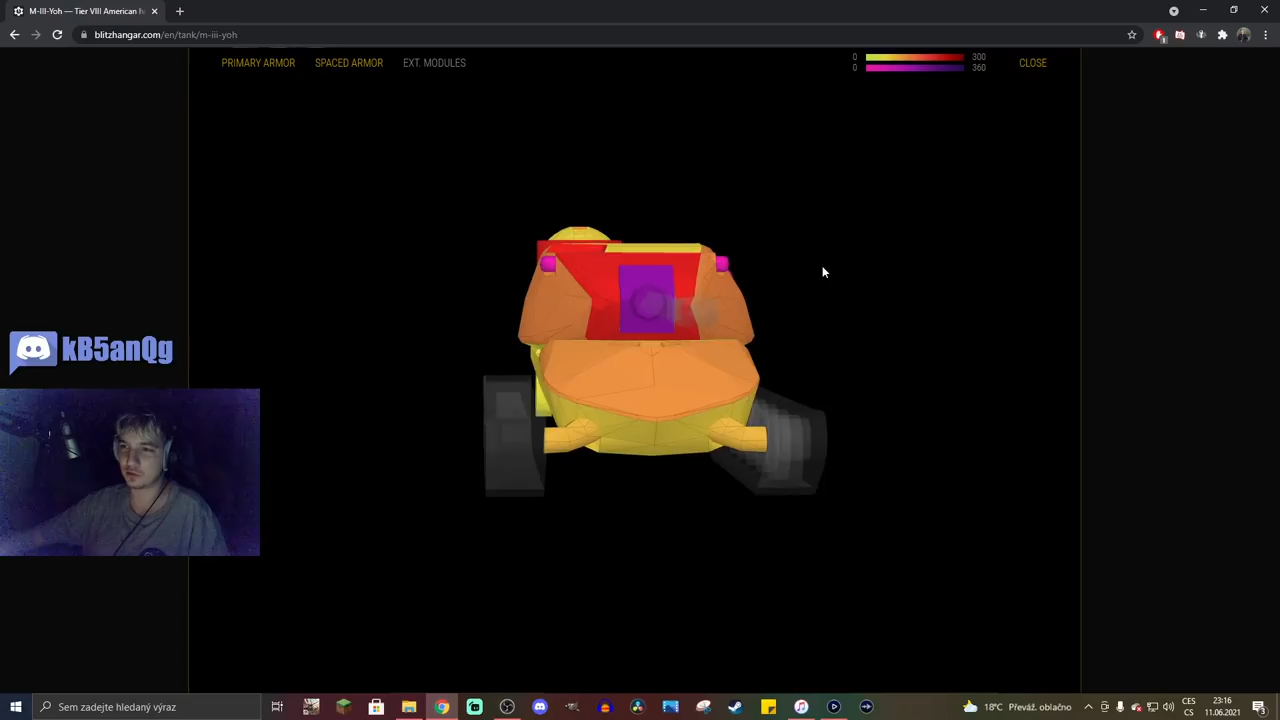 M-III-Yoh — Tier VIII American h
blitzhangar.com/en/tank/m-iii-yoh
PRIMARY ARMOR SPACED ARMOR EXT. MODULES
0 300
0 360
CLOSE
kB5anQg
Sem zadejte hledaný výraz
18°C Převáž. oblačno
CES
CS
23:16
11.06.2021